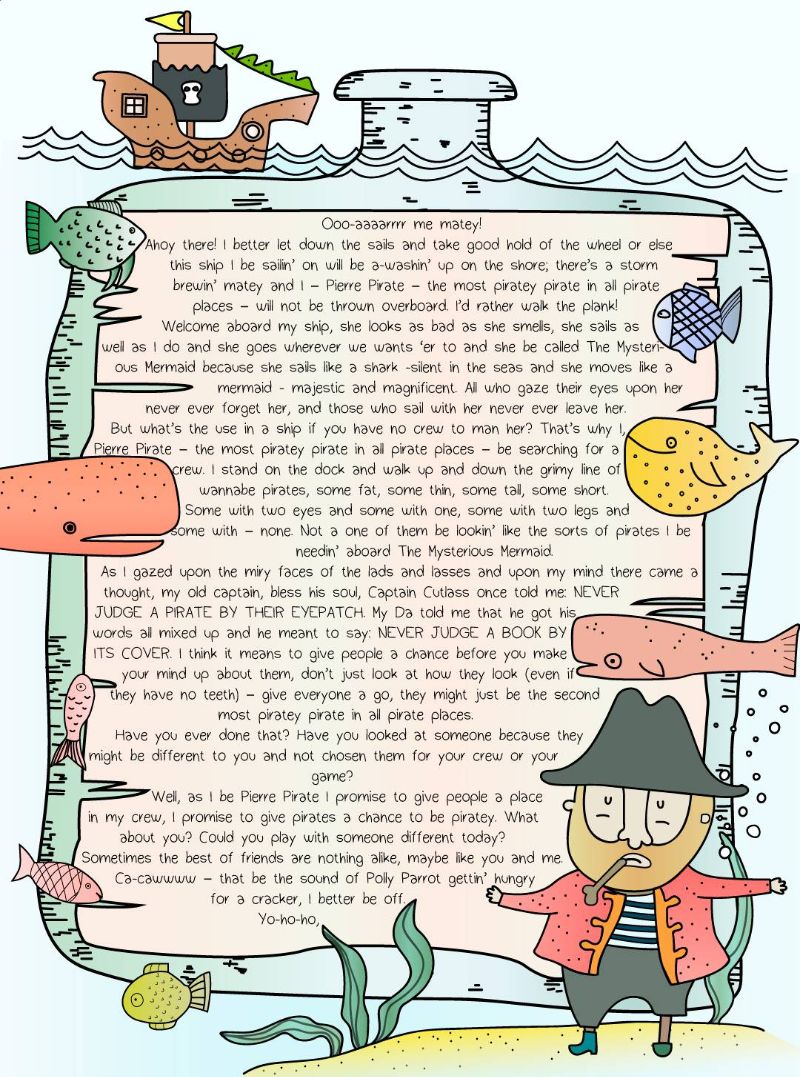 Ooo-aaaarrrr me matey!
Ahoy there! I better let down the sails and take good hold of the wheel or else
this ship I be sailin' on will be a-washin' up on the shore; there's a storm
brewin' matey and I – Pierre Pirate – the most piratey pirate in all pirate
places – will not be thrown overboard. I'd rather walk the plank!
Welcome aboard my ship, she looks as bad as she smells, she sails as
well as I do and she goes wherever we wants 'er to and she be called The Mysteri-
ous Mermaid because she sails like a shark -silent in the seas and she moves like a
mermaid - majestic and magnificent. All who gaze their eyes upon her
never ever forget her, and those who sail with her never ever leave her.
But what's the use in a ship if you have no crew to man her? That's why I,
Pierre Pirate – the most piratey pirate in all pirate places – be searching for a
crew. I stand on the dock and walk up and down the grimy line of
wannabe pirates, some fat, some thin, some tall, some short.
Some with two eyes and some with one, some with two legs and
some with – none. Not a one of them be lookin' like the sorts of pirates I be
needin' aboard The Mysterious Mermaid.
As I gazed upon the miry faces of the lads and lasses and upon my mind there came a
thought, my old captain, bless his soul, Captain Cutlass once told me: NEVER
JUDGE A PIRATE BY THEIR EYEPATCH. My Da told me that he got his
words all mixed up and he meant to say: NEVER JUDGE A BOOK BY
ITS COVER. I think it means to give people a chance before you make
your mind up about them, don't just look at how they look (even if
they have no teeth) – give everyone a go, they might just be the second
most piratey pirate in all pirate places.
Have you ever done that? Have you looked at someone because they
might be different to you and not chosen them for your crew or your
game?
Well, as I be Pierre Pirate I promise to give people a place
in my crew, I promise to give pirates a chance to be piratey. What
about you? Could you play with someone different today?
Sometimes the best of friends are nothing alike, maybe like you and me.
Ca-cawwww – that be the sound of Polly Parrot gettin' hungry
for a cracker, I better be off.
Yo-ho-ho,